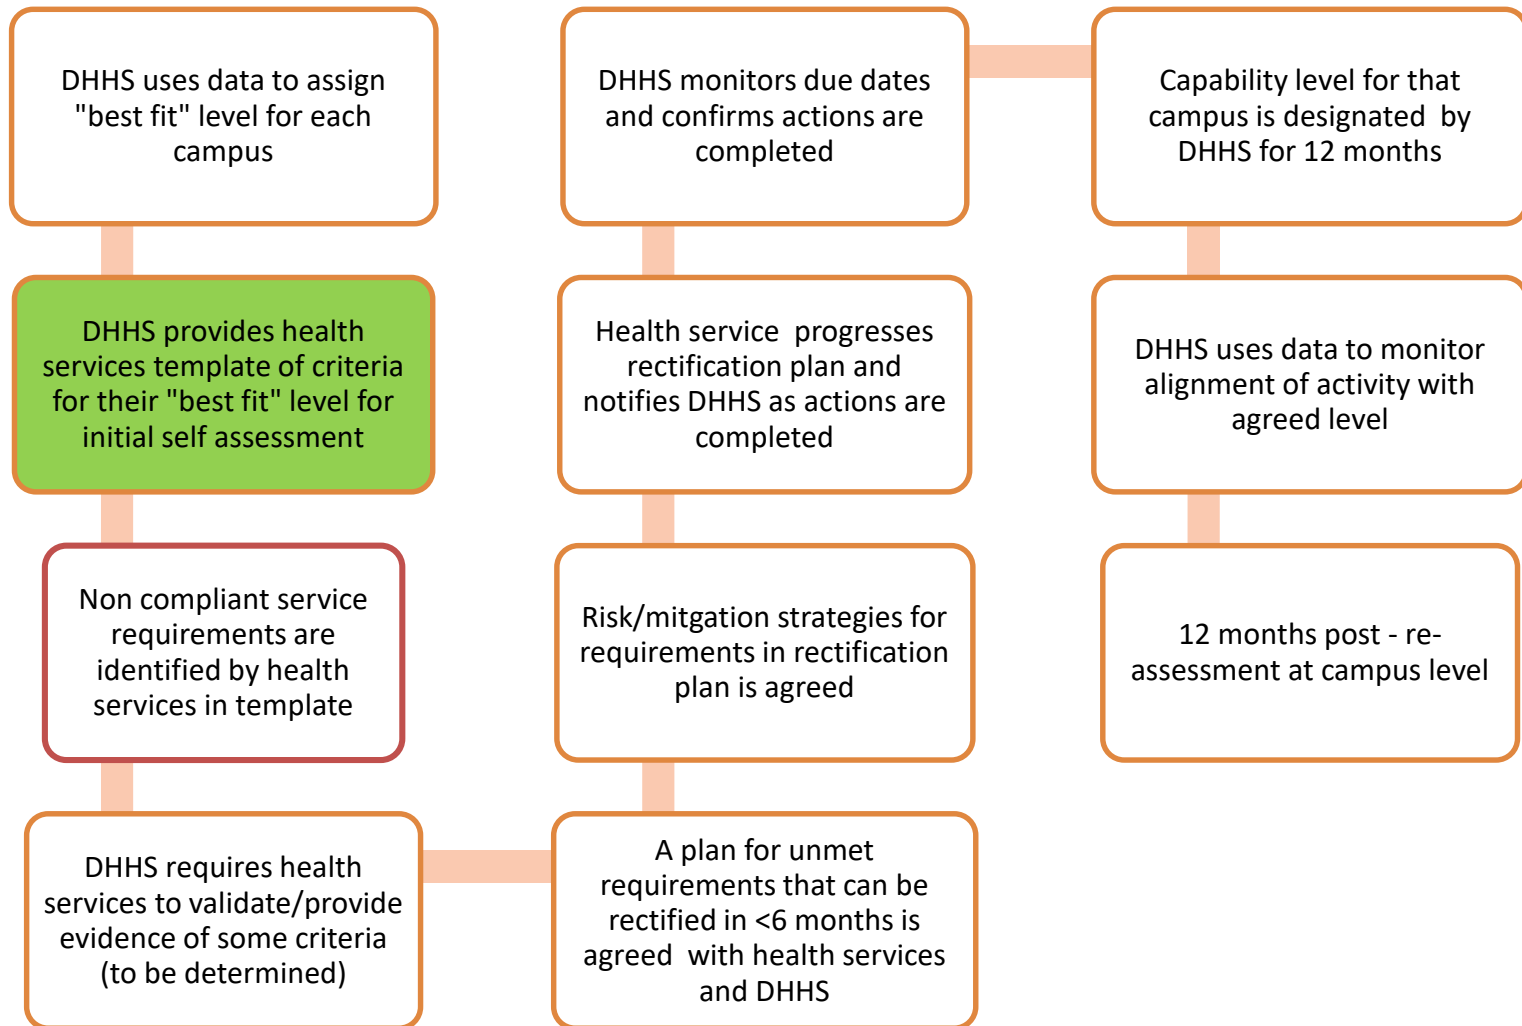 DHHS uses data to assign
"best fit" level for each
campus
DHHS provides health
services template of criteria
for their "best fit" level for
initial self assessment
Non compliant service
requirements are
identified by health
services in template
DHHS requires health
services to validate/provide
evidence of some criteria
(to be determined)
A plan for unmet
requirements that can be
rectified in <6 months is
agreed  with health services
and DHHS
Risk/mitgation strategies for
requirements in rectification
plan is agreed
Health service  progresses
rectification plan and
notifies DHHS as actions are
completed
DHHS monitors due dates
and confirms actions are
completed
Capability level for that
campus is designated  by
DHHS for 12 months
DHHS uses data to monitor
alignment of activity with
agreed level
12 months post - re-
assessment at campus level